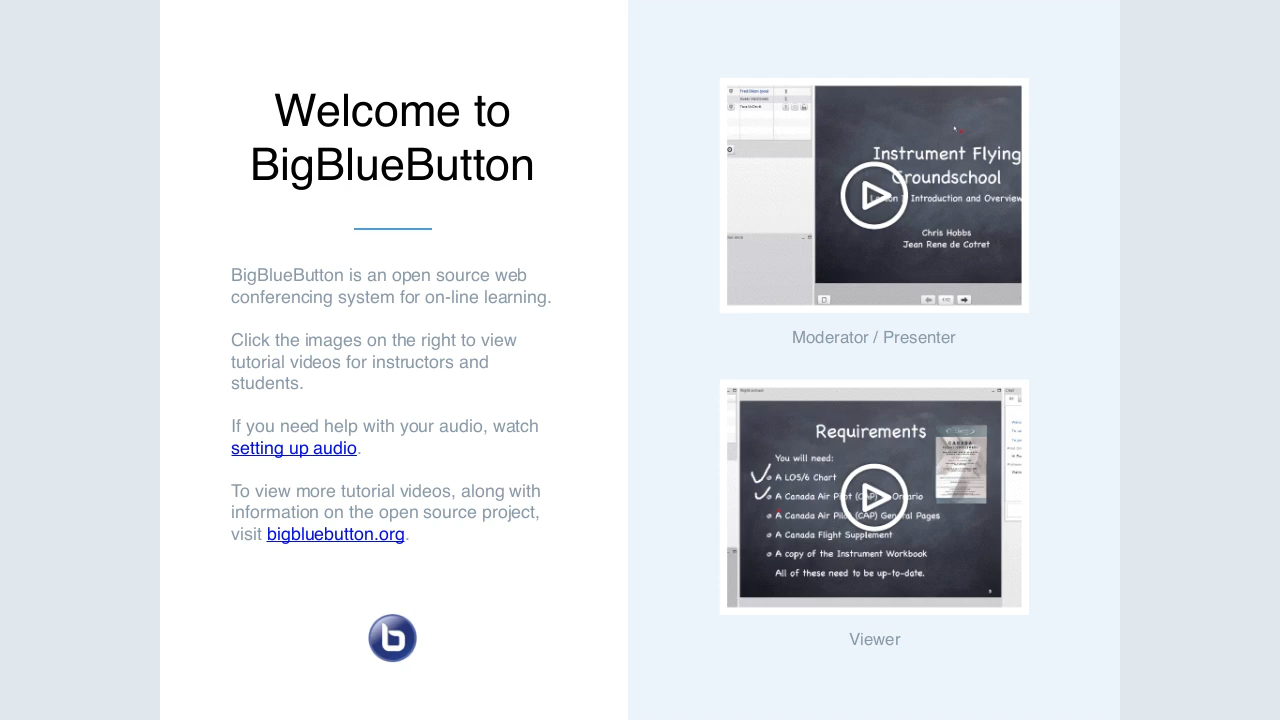 Welcome to
BigBlueButton
BigBlueButton is an open source web
conferencing system for on-line learning.
Click the images on the right to view
tutorial videos for instructors and
students.
If you need help with your audio, watch
setting up audio.
To view more tutorial videos, along with
information on the open source project,
visit bigbluebutton.org.
b
Instrument Flying
Groundschool
Introduction and Overview
Chris Hobbs
Jean Rene de Cotret
Moderator / Presenter
Requirements
CANADA
You will need:
A LO5/6 Chart
A Canada Air Pilot (CAP) Ontario
A Canada Air Pilot (CAP) General Pages
A Canada Flight Supplement
A copy of the Instrument Workbook
All of these need to be up-to-date.
Viewer